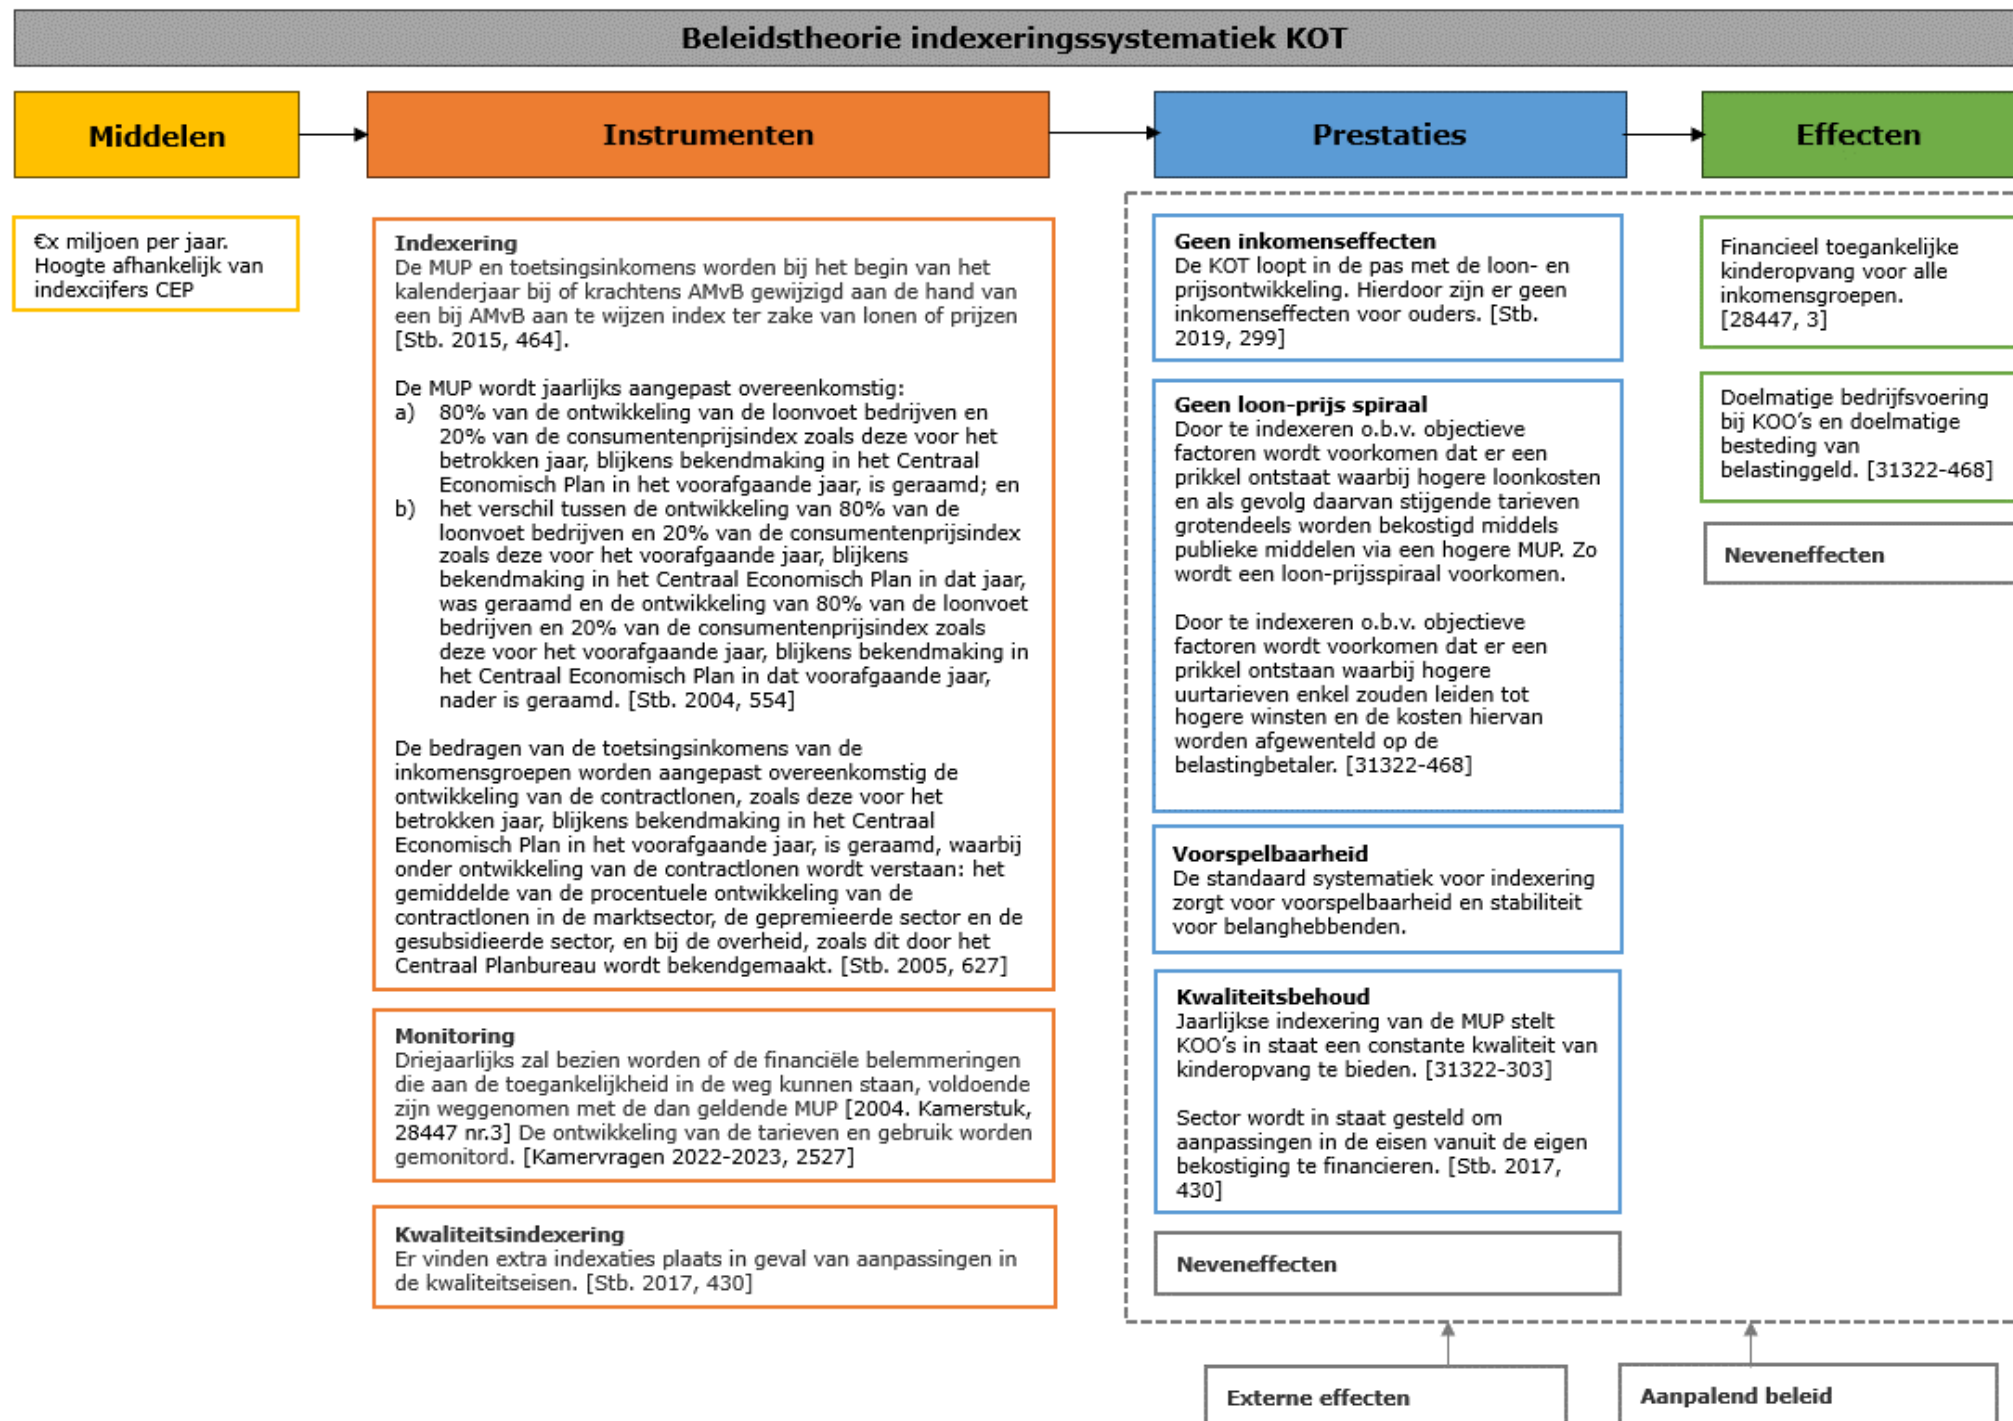 Beleidstheorie indexeringssystematiek KOT
Middelen
Instrumenten
Prestaties
Effecten
€x miljoen per jaar.
Hoogte afhankelijk van
indexcijfers CEP
Indexering
De MUP en toetsingsinkomens worden bij het begin van het
kalenderjaar bij of krachtens AMvB gewijzigd aan de hand van
een bij AMvB aan te wijzen index ter zake van lonen of prijzen
[Stb. 2015, 464].
De MUP wordt jaarlijks aangepast overeenkomstig:
a) 80% van de ontwikkeling van de loonvoet bedrijven en
20% van de consumentenprijsindex zoals deze voor het
betrokken jaar, blijkens bekendmaking in het Centraal
Economisch Plan in het voorafgaande jaar, is geraamd; en
b) het verschil tussen de ontwikkeling van 80% van de
loonvoet bedrijven en 20% van de consumentenprijsindex
zoals deze voor het voorafgaande jaar, blijkens
bekendmaking in het Centraal Economisch Plan in dat jaar,
was geraamd en de ontwikkeling van 80% van de loonvoet
bedrijven en 20% van de consumentenprijsindex zoals
deze voor het voorafgaande jaar, blijkens bekendmaking in
het Centraal Economisch Plan in dat voorafgaande jaar,
nader is geraamd. [Stb. 2004, 554]
De bedragen van de toetsingsinkomens van de
inkomensgroepen worden aangepast overeenkomstig de
ontwikkeling van de contractlonen, zoals deze voor het
betrokken jaar, blijkens bekendmaking in het Centraal
Economisch Plan in het voorafgaande jaar, is geraamd, waarbij
onder ontwikkeling van de contractlonen wordt verstaan: het
gemiddelde van de procentuele ontwikkeling van de
contractlonen in de marktsector, de gepremieerde sector en de
gesubsidieerde sector, en bij de overheid, zoals dit door het
Centraal Planbureau wordt bekendgemaakt. [Stb. 2005, 627]
Monitoring
Driejaarlijks zal bezien worden of de financiële belemmeringen
die aan de toegankelijkheid in de weg kunnen staan, voldoende
zijn weggenomen met de dan geldende MUP [2004. Kamerstuk,
28447 nr.3] De ontwikkeling van de tarieven en gebruik worden
gemonitord. [Kamervragen 2022-2023, 2527]
Kwaliteitsindexering
Er vinden extra indexaties plaats in geval van aanpassingen in
de kwaliteitseisen. [Stb. 2017, 430]
Geen inkomenseffecten
De KOT loopt in de pas met de loon- en
prijsontwikkeling. Hierdoor zijn er geen
inkomenseffecten voor ouders. [Stb.
2019, 299]
Geen loon-prijs spiraal
Door te indexeren o.b.v. objectieve
factoren wordt voorkomen dat er een
prikkel ontstaat waarbij hogere loonkosten
en als gevolg daarvan stijgende tarieven
grotendeels worden bekostigd middels
publieke middelen via een hogere MUP. Zo
wordt een loon-prijsspiraal voorkomen.
Door te indexeren o.b.v. objectieve
factoren wordt voorkomen dat er een
prikkel ontstaan waarbij hogere
uurtarieven enkel zouden leiden tot
hogere winsten en de kosten hiervan
worden afgewenteld op de
belastingbetaler. [31322-468]
Voorspelbaarheid
De standaard systematiek voor indexering
zorgt voor voorspelbaarheid en stabiliteit
voor belanghebbenden.
Kwaliteitsbehoud
Jaarlijkse indexering van de MUP stelt
KOO's in staat een constante kwaliteit van
kinderopvang te bieden. [31322-303]
Sector wordt in staat gesteld om
aanpassingen in de eisen vanuit de eigen
bekostiging te financieren. [Stb. 2017,
430]
Neveneffecten
Financieel toegankelijke
kinderopvang voor alle
inkomensgroepen.
[28447, 3]
Doelmatige bedrijfsvoering
bij KOO's en doelmatige
besteding van
belastinggeld. [31322-468]
Neveneffecten
Externe effecten
Aanpalend beleid